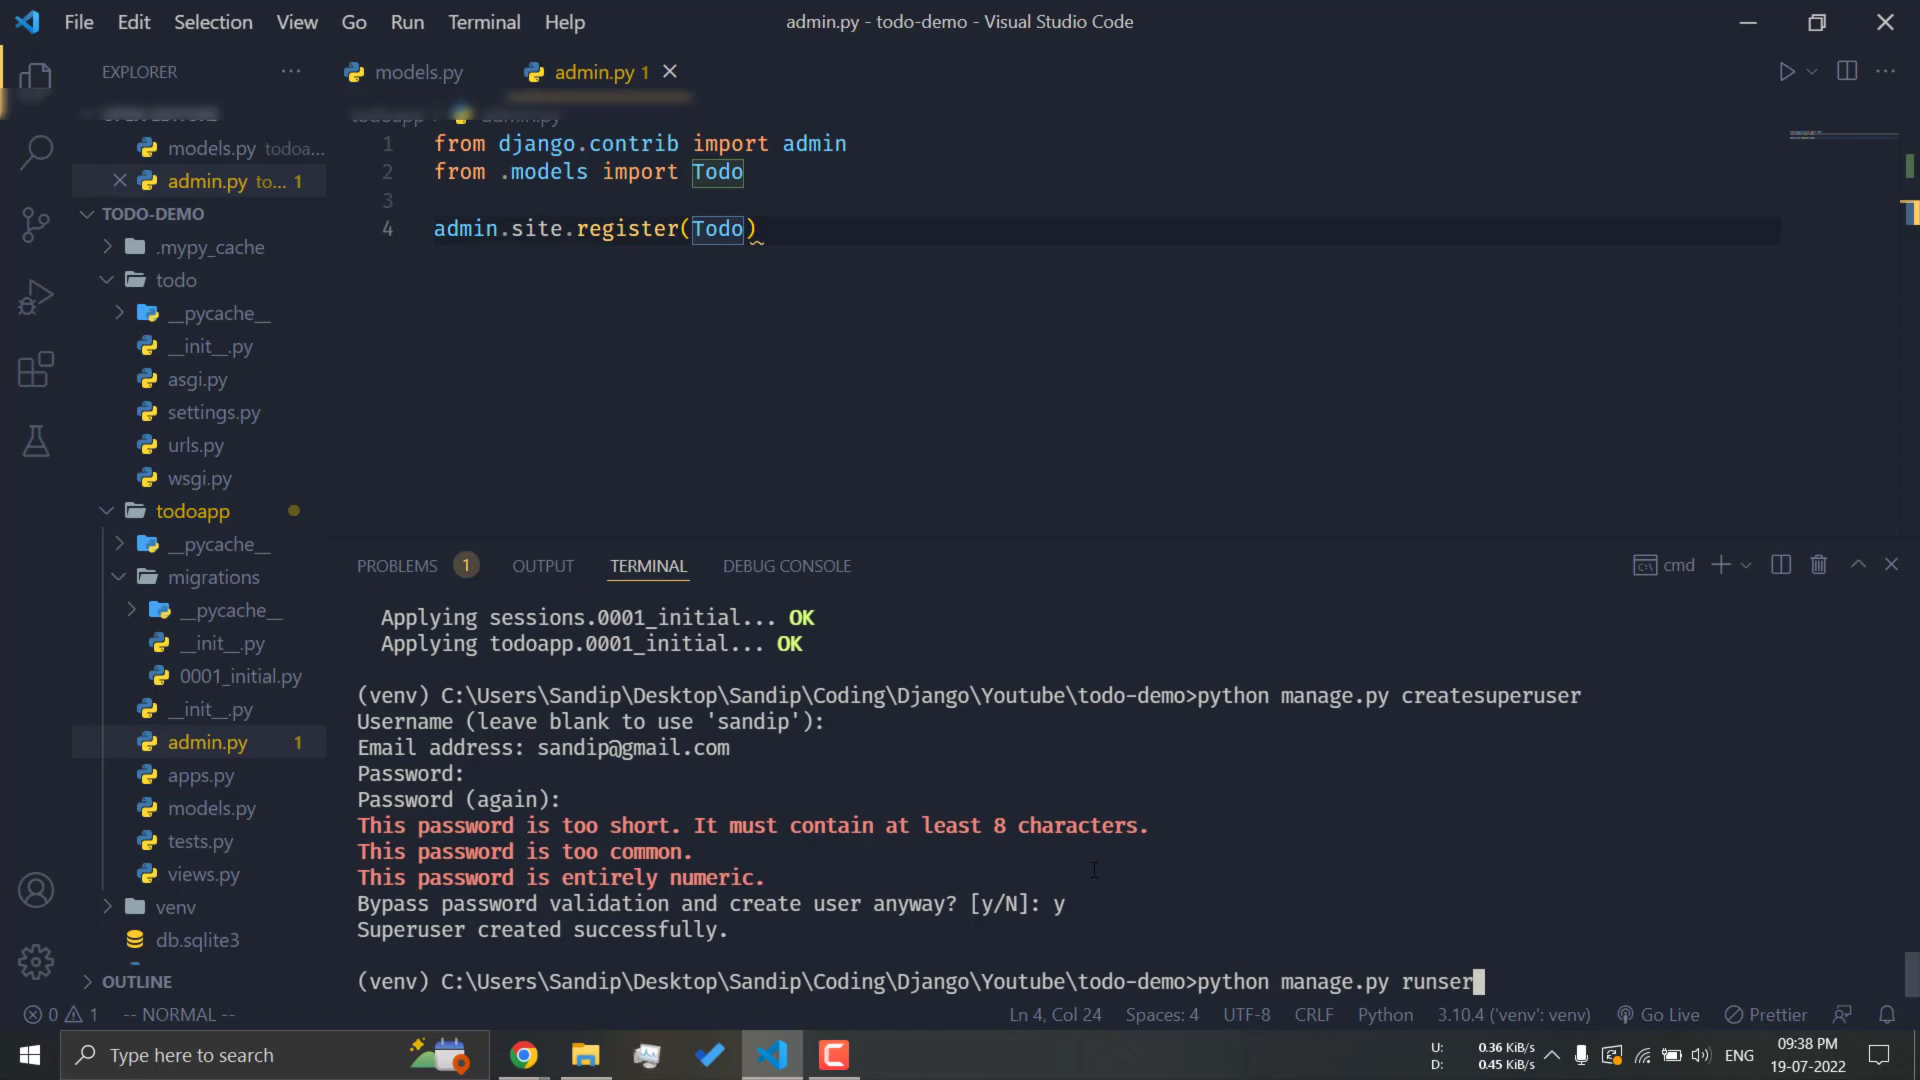 File Edit Selection View Go Run Terminal Help
admin.py - todo-demo - Visual Studio Code
EXPLORER
models.py
admin.py 1
models.py todoa...
admin.py to... 1
TODO-DEMO
.mypy_cache
todo
__pycache__
__init__.py
asgi.py
settings.py
urls.py
wsgi.py
todoapp
__pycache__
migrations
__pycache__
__init__.py
0001_initial.py
__init__.py
admin.py 1
apps.py
models.py
tests.py
views.py
venv
db.sqlite3
OUTLINE
1 from django.contrib import admin
2 from .models import Todo
3
4 admin.site.register(Todo)
PROBLEMS 1 OUTPUT TERMINAL DEBUG CONSOLE
cmd
Applying sessions.0001_initial... OK
Applying todoapp.0001_initial... OK
(venv) C:\Users\Sandip\Desktop\Sandip\Coding\Django\Youtube\todo-demo>python manage.py createsuperuser
Username (leave blank to use 'sandip'):
Email address: sandip@gmail.com
Password:
Password (again):
This password is too short. It must contain at least 8 characters.
This password is too common.
This password is entirely numeric.
Bypass password validation and create user anyway? [y/N]: y
Superuser created successfully.
(venv) C:\Users\Sandip\Desktop\Sandip\Coding\Django\Youtube\todo-demo>python manage.py runser
0 1 -- NORMAL --
Ln 4, Col 24 Spaces: 4 UTF-8 CRLF Python 3.10.4 ('venv': venv) Go Live Prettier
Type here to search
U: 0.36 KiB/s
D: 0.45 KiB/s
ENG
09:38 PM
19-07-2022